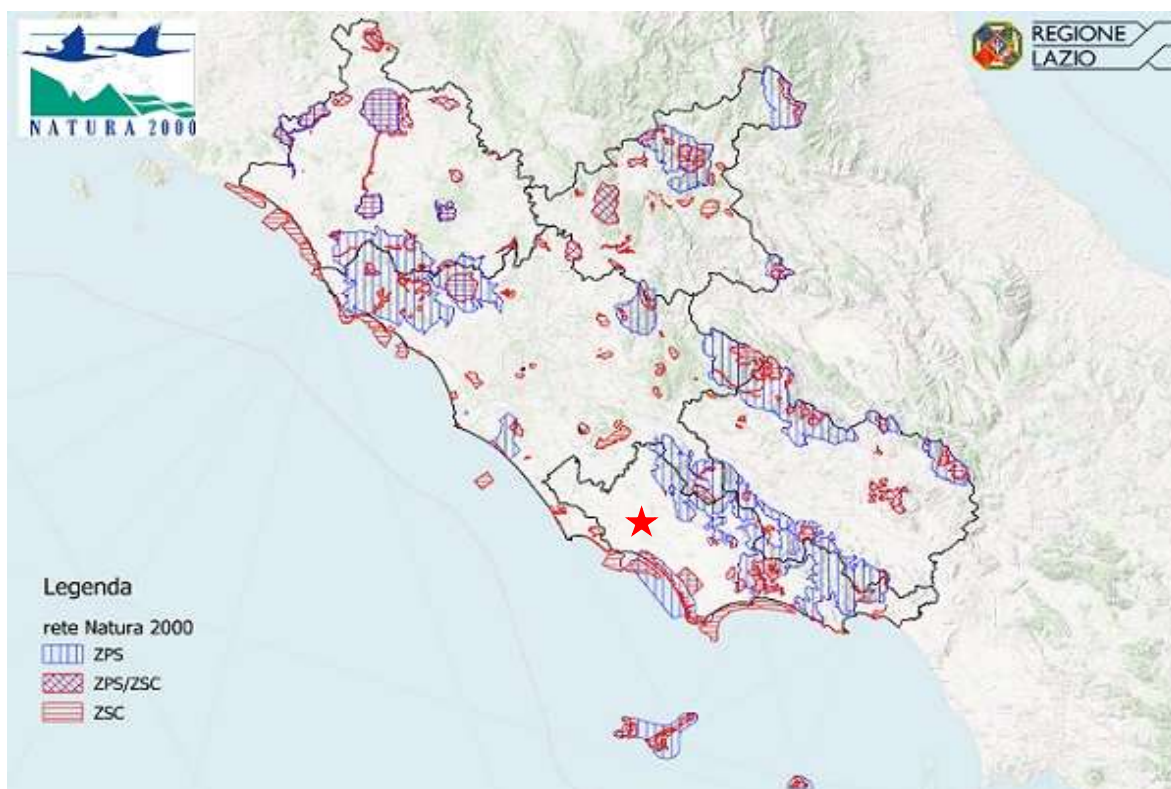 NATURA 2000
REGIONE
LAZIO
Legenda
rete Natura 2000
ZPS
ZPS/ZSC
ZSC